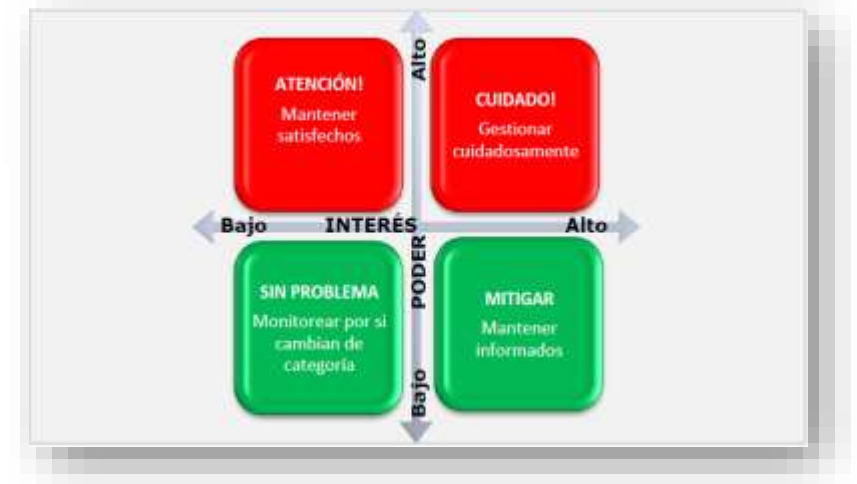 Alto
ATENCIÓN!
Mantener
satisfechos
CUIDADO!
Gestionar
cuidadosamente
Bajo
INTERÉS
Alto
PODER
SIN PROBLEMA
Monitorear por si
cambian de
categoría
MITIGAR
Mantener
informados
Bajo